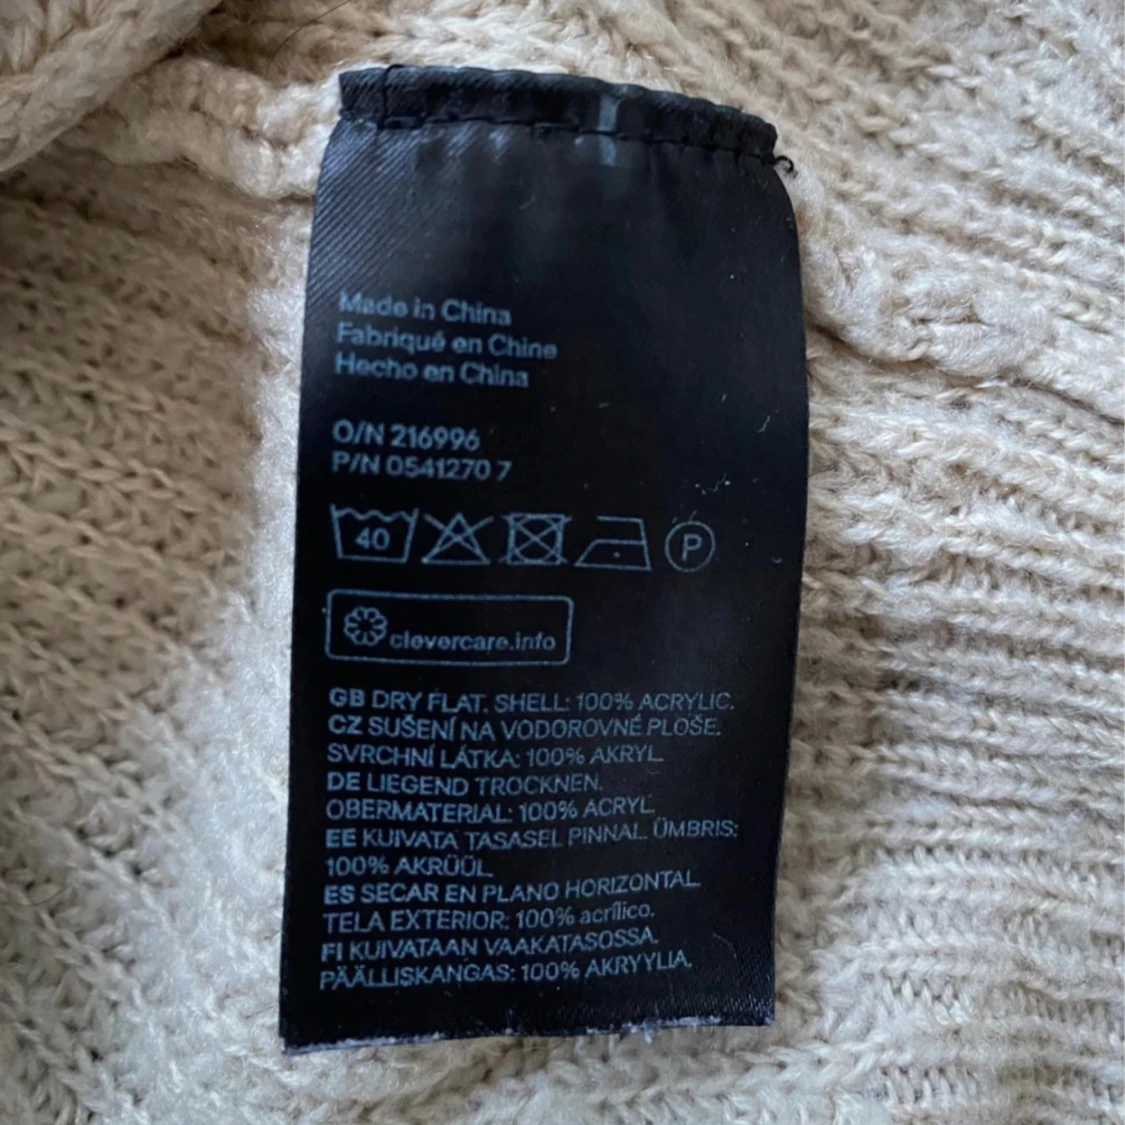 Made in China
Fabriqué en Chine
Hecho en China
O/N 216996
P/N 0541270 7
40 P
clevercare.info
GB DRY FLAT. SHELL: 100% ACRYLIC.
CZ SUŠENÍ NA VODOROVNÉ PLOŠE.
SVRCHNÍ LÁTKA: 100% AKRYL.
DE LIEGEND TROCKNEN.
OBERMATERIAL: 100% ACRYL.
EE KUIVATA TASASEL PINNAL. ÜMBRIS:
100% AKRÜÜL.
ES SECAR EN PLANO HORIZONTAL.
TELA EXTERIOR: 100% acrílico.
FI KUIVATAAN VAAKATASOSSA.
PÄÄLLISKANGAS: 100% AKRYYLIA.